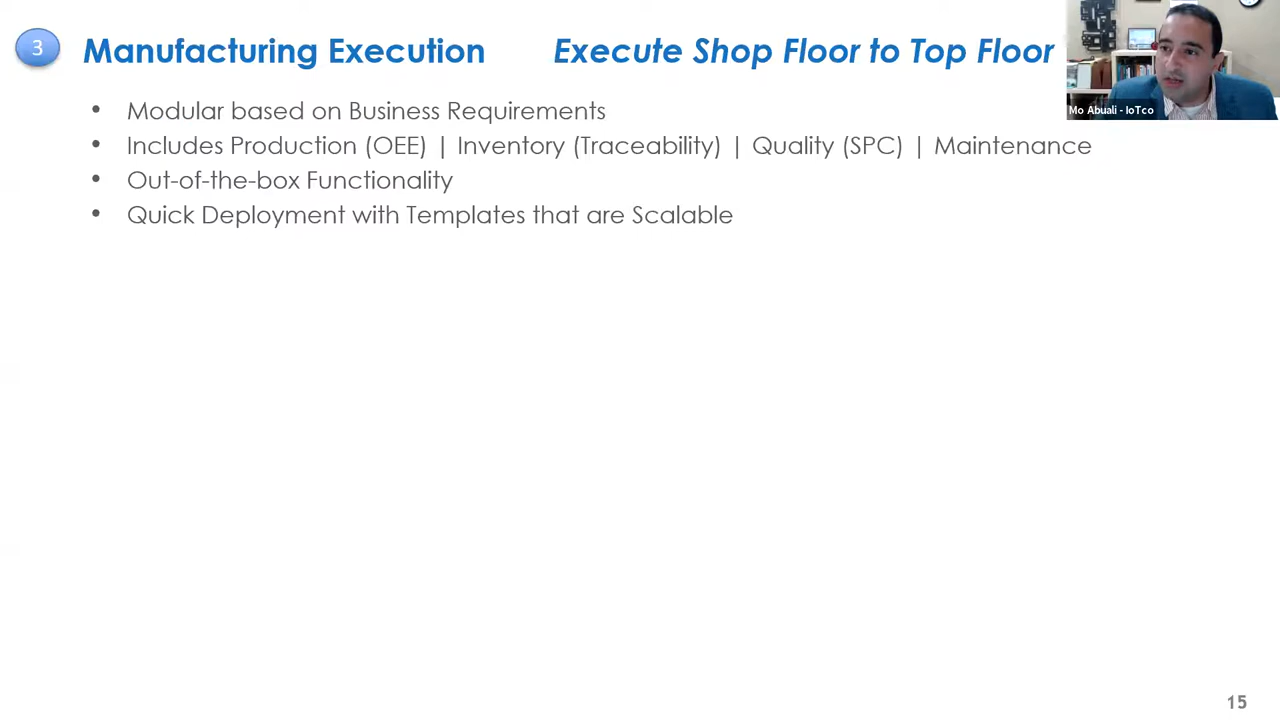 3
Manufacturing Execution Execute Shop Floor to Top Floor
Mo Abuali - IoTco
• Modular based on Business Requirements
• Includes Production (OEE) | Inventory (Traceability) | Quality (SPC) | Maintenance
• Out-of-the-box Functionality
• Quick Deployment with Templates that are Scalable
15